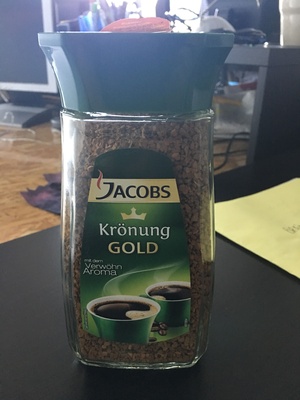 JACOBS
Krönung
GOLD
mit dem
Verwöhn
Aroma